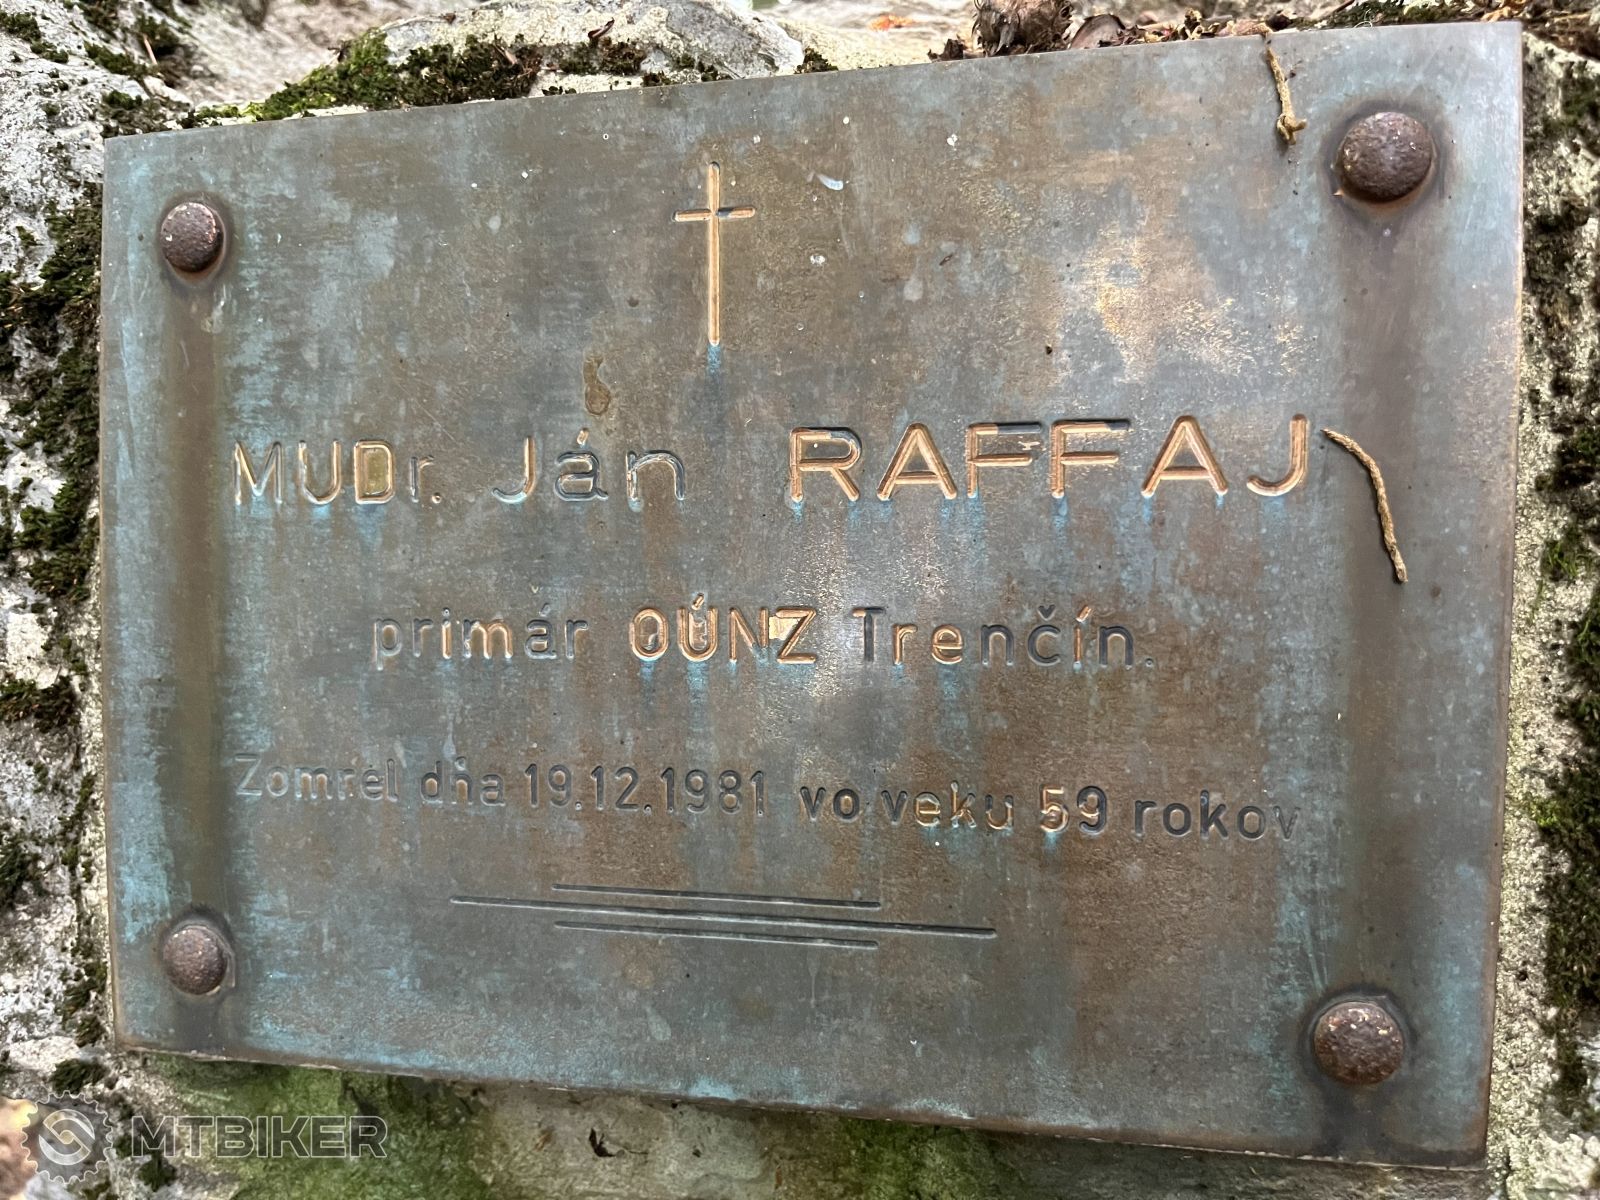 MUDr. Ján RAFFAJ
primár OÚNZ Trenčín.
Zomrel dňa 19.12.1981 vo veku 59 rokov
MTBIKER